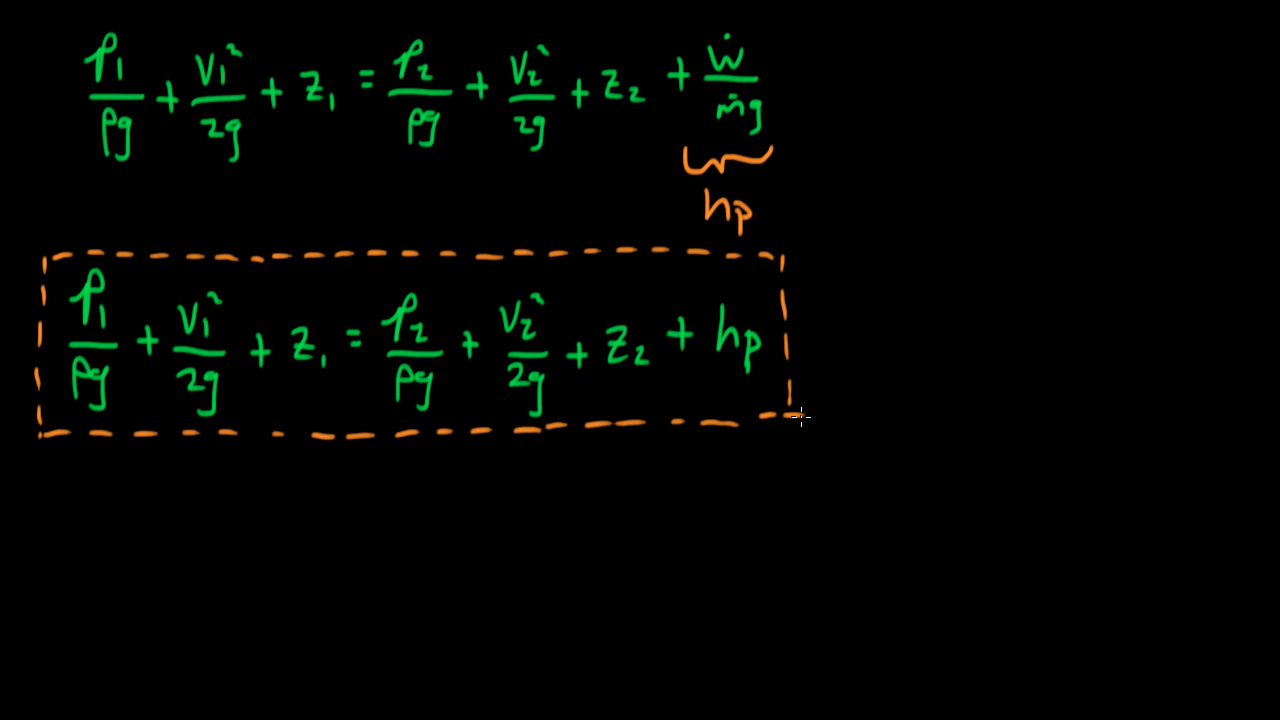 p₁/ρg + V₁²/2g + z₁ = p₂/ρg + V₂²/2g + z₂ + Ẇ/ṁg
hp
p₁/ρg + V₁²/2g + z₁ = p₂/ρg + V₂²/2g + z₂ + hp